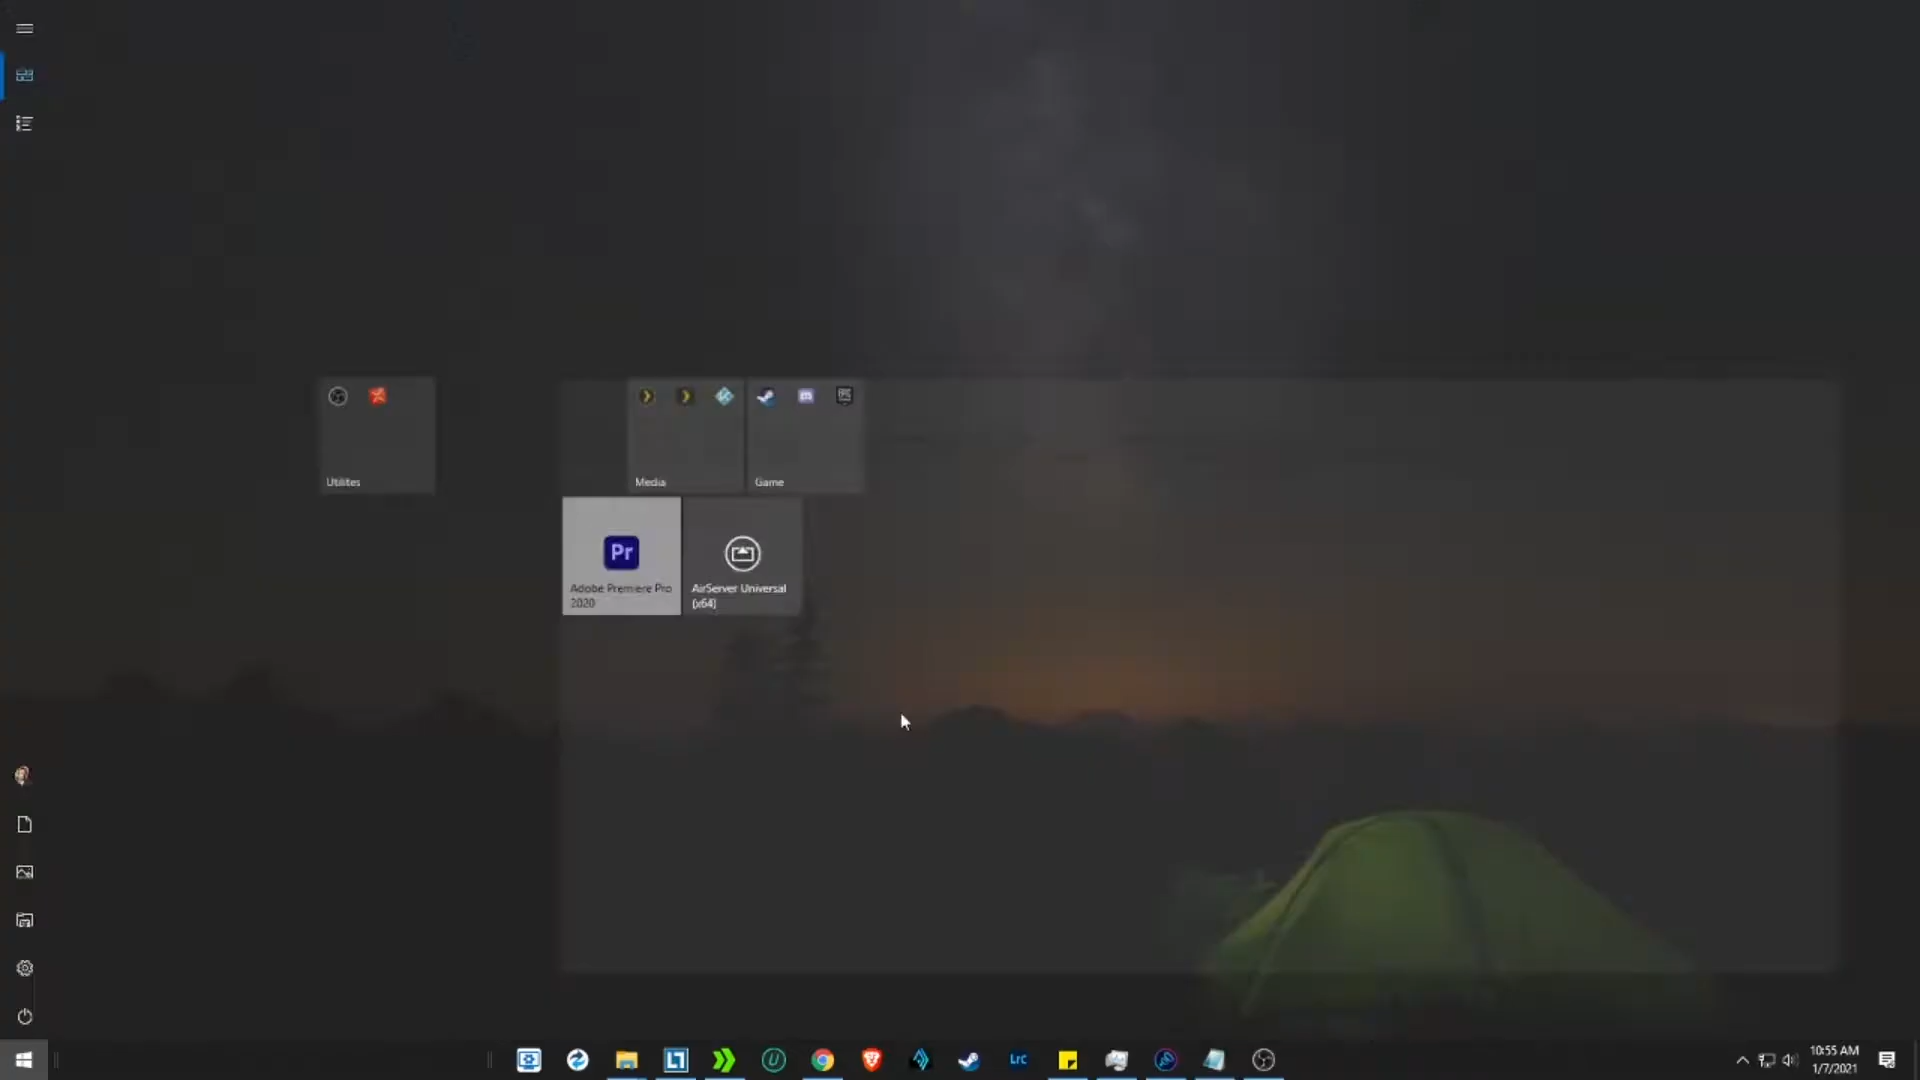 Utilites
Media
Game
Pr
Adobe Premiere Pro
2020
AirServer Universal
(x64)
Lrc
10:55 AM
1/7/2021